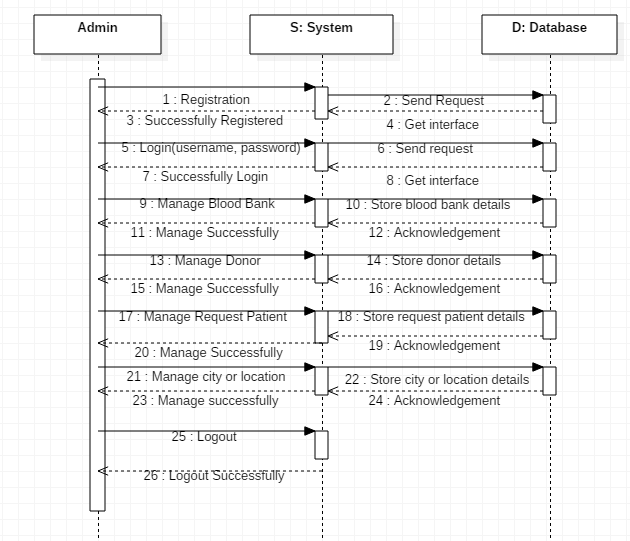 Admin
S: System
D: Database
1 : Registration
2 : Send Request
3 : Successfully Registered
4 : Get interface
5 : Login(username, password)
6 : Send request
7 : Successfully Login
8 : Get interface
9 : Manage Blood Bank
10 : Store blood bank details
11 : Manage Successfully
12 : Acknowledgement
13 : Manage Donor
14 : Store donor details
15 : Manage Successfully
16 : Acknowledgement
17 : Manage Request Patient
18 : Store request patient details
19 : Acknowledgement
20 : Manage Successfully
21 : Manage city or location
22 : Store city or location details
23 : Manage successfully
24 : Acknowledgement
25 : Logout
26 : Logout Successfully